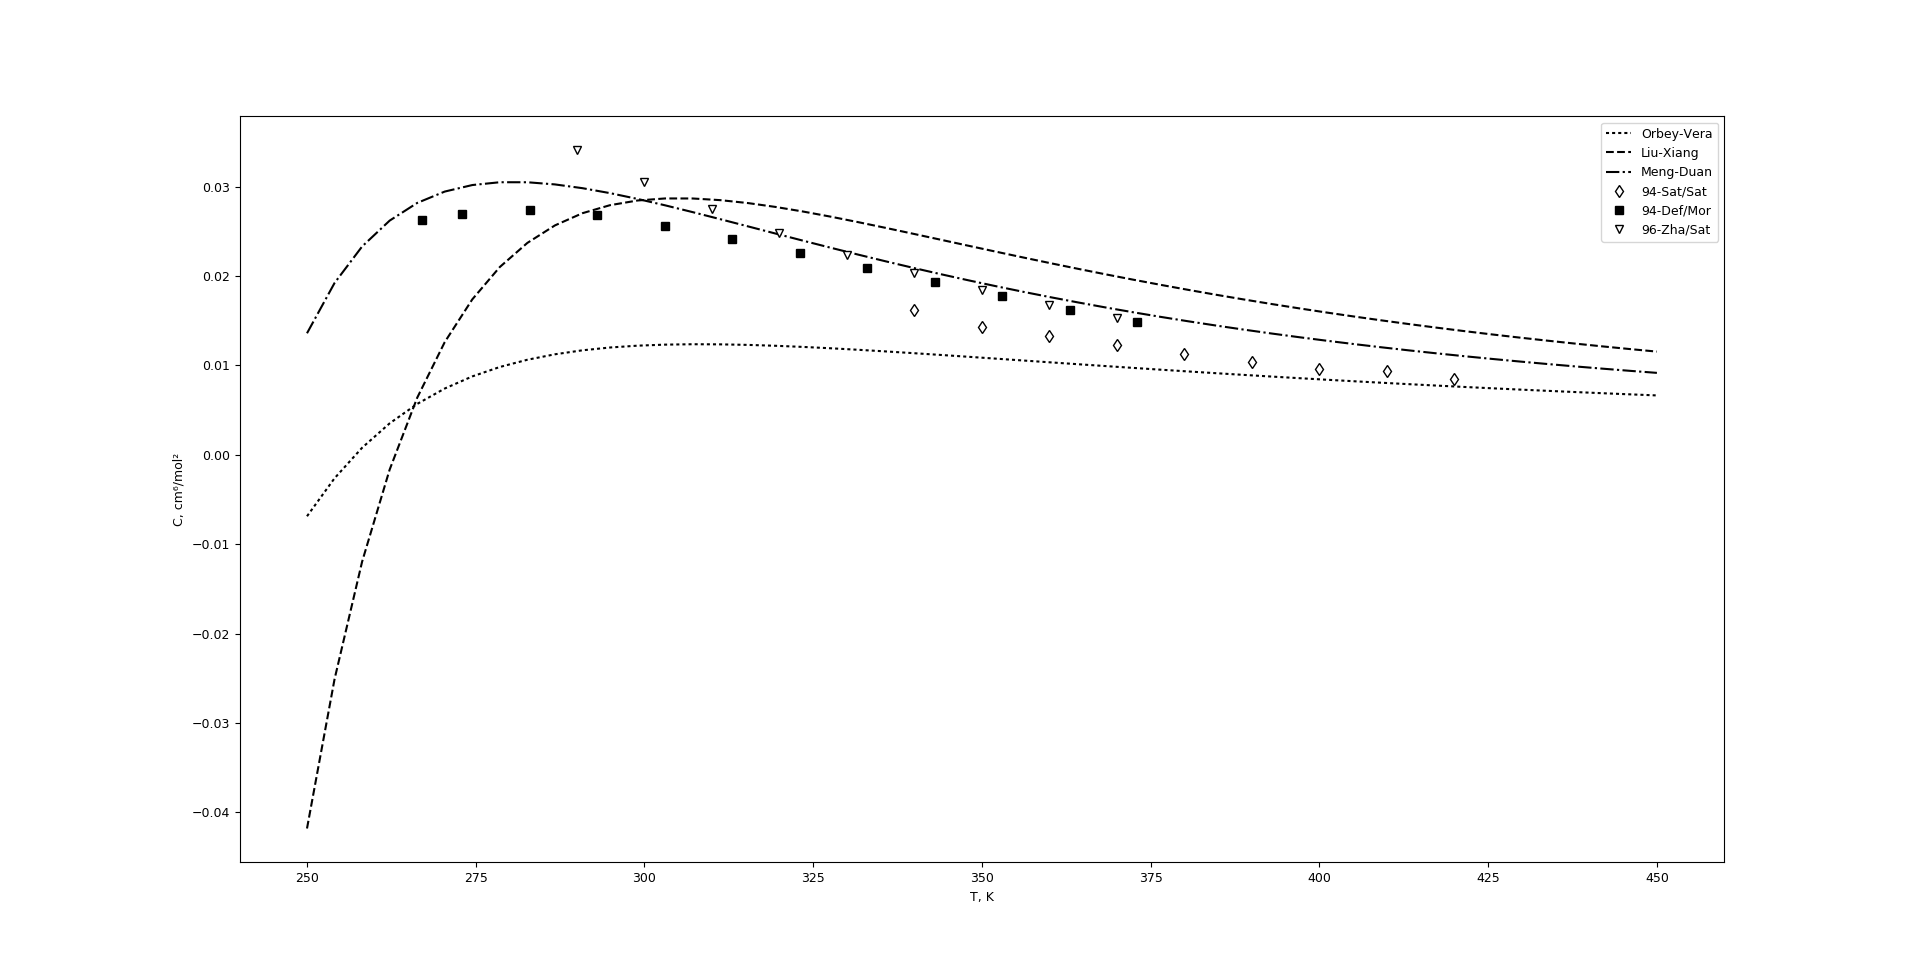 Orbey-Vera
Liu-Xiang
Meng-Duan
94-Sat/Sat
94-Def/Mor
96-Zha/Sat
0.03
0.02
0.01
0.00
−0.01
−0.02
−0.03
−0.04
C, cm⁶/mol²
250 275 300 325 350 375 400 425 450
T, K